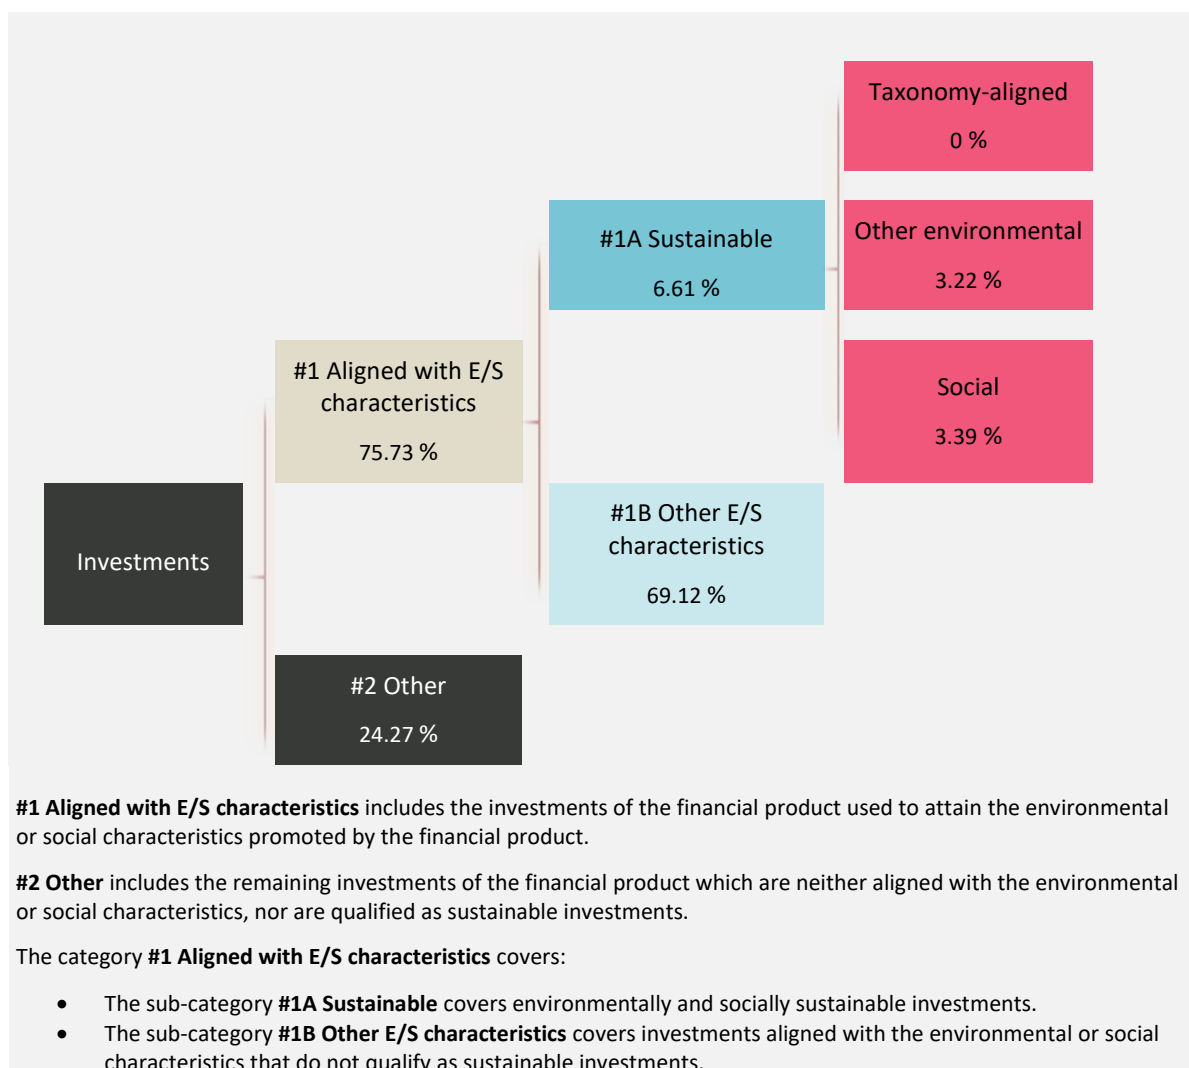 Taxonomy-aligned
0 %
#1A Sustainable
6.61 %
Other environmental
3.22 %
#1 Aligned with E/S
characteristics
75.73 %
Social
3.39 %
Investments
#1B Other E/S
characteristics
69.12 %
#2 Other
24.27 %
#1 Aligned with E/S characteristics includes the investments of the financial product used to attain the environmental
or social characteristics promoted by the financial product.
#2 Other includes the remaining investments of the financial product which are neither aligned with the environmental
or social characteristics, nor are qualified as sustainable investments.
The category #1 Aligned with E/S characteristics covers:
• The sub-category #1A Sustainable covers environmentally and socially sustainable investments.
• The sub-category #1B Other E/S characteristics covers investments aligned with the environmental or social
characteristics that do not qualify as sustainable investments.